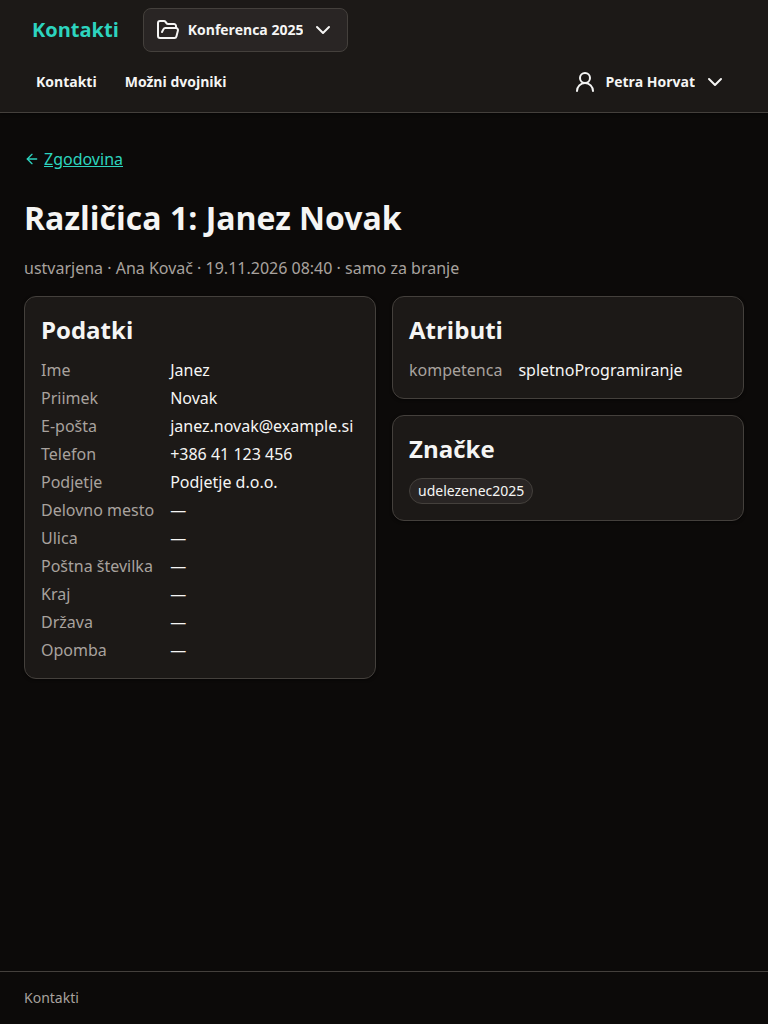 Kontakti
Konferenca 2025
Kontakti
Možni dvojniki
Petra Horvat
← Zgodovina
Različica 1: Janez Novak
ustvarjena · Ana Kovač · 19.11.2026 08:40 · samo za branje
Podatki
Ime Janez
Priimek Novak
E-pošta janez.novak@example.si
Telefon +386 41 123 456
Podjetje Podjetje d.o.o.
Delovno mesto —
Ulica —
Poštna številka —
Kraj —
Država —
Opomba —
Atributi
kompetenca spletnoProgramiranje
Značke
udelezenec2025
Kontakti